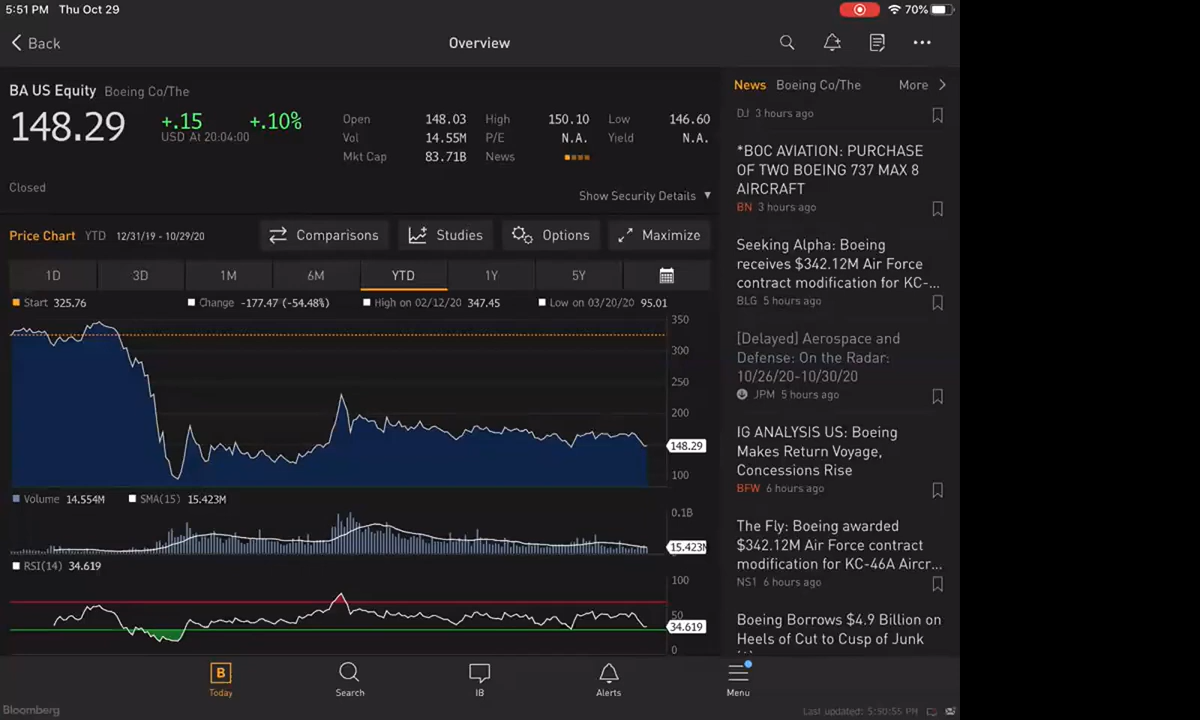 5:51 PM Thu Oct 29
70%
Back
Overview
BA US Equity Boeing Co/The
148.29
+.15 +.10%
USD At 20:04:00
Open 148.03 High 150.10 Low 146.60
Vol 14.55M P/E N.A. Yield N.A.
Mkt Cap 83.71B News
Closed
Show Security Details
Price Chart YTD 12/31/19 - 10/29/20
Comparisons Studies Options Maximize
1D 3D 1M 6M YTD 1Y 5Y
Start 325.76 Change -177.47 (-54.48%) High on 02/12/20 347.45 Low on 03/20/20 95.01
350
300
250
200
148.29
100
Volume 14.554M SMA(15) 15.423M
0.1B
15.423M
RSI(14) 34.619
100
50
34.619
0
News Boeing Co/The More
DJ 3 hours ago
*BOC AVIATION: PURCHASE
OF TWO BOEING 737 MAX 8
AIRCRAFT
BN 3 hours ago
Seeking Alpha: Boeing
receives $342.12M Air Force
contract modification for KC-...
BLG 5 hours ago
[Delayed] Aerospace and
Defense: On the Radar:
10/26/20-10/30/20
JPM 5 hours ago
IG ANALYSIS US: Boeing
Makes Return Voyage,
Concessions Rise
BFW 6 hours ago
The Fly: Boeing awarded
$342.12M Air Force contract
modification for KC-46A Aircr...
NS1 6 hours ago
Boeing Borrows $4.9 Billion on
Heels of Cut to Cusp of Junk
B
Today Search IB Alerts Menu
Bloomberg
Last updated: 5:50:55 PM